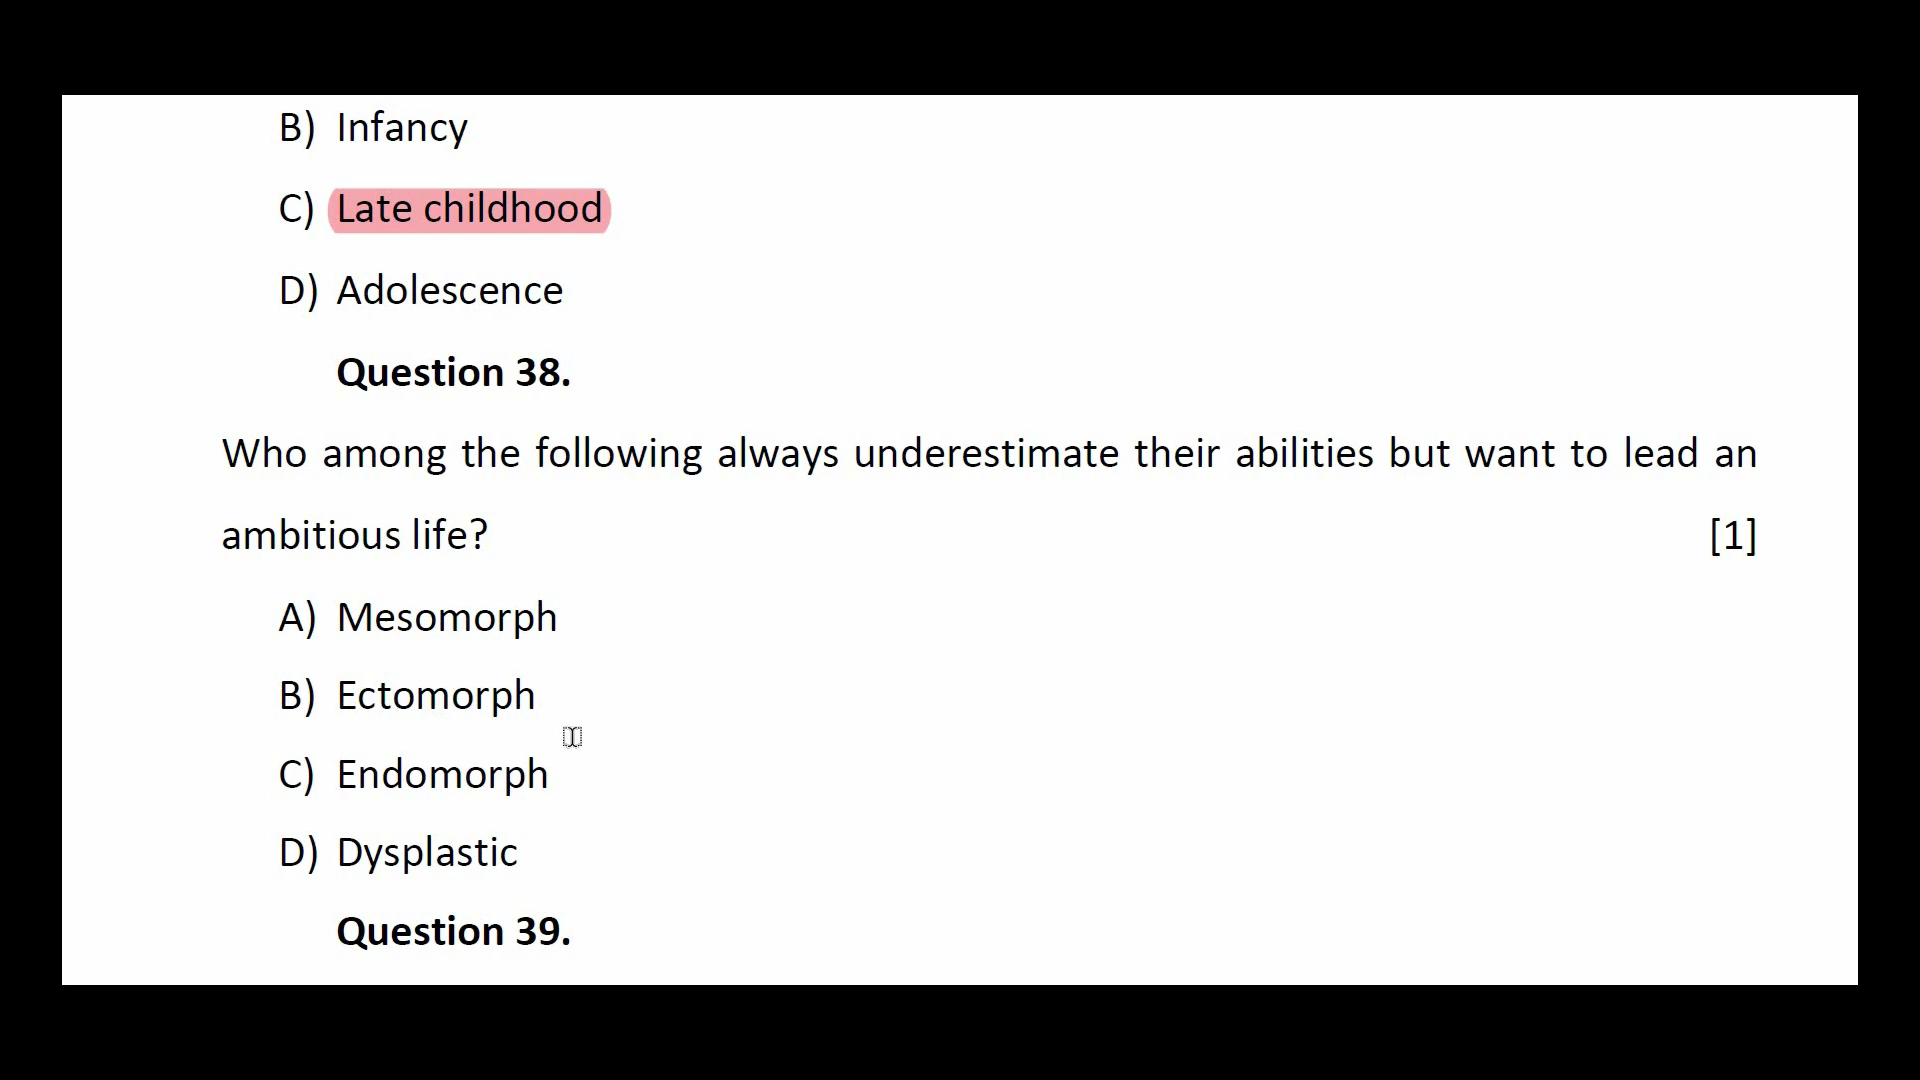 B) Infancy
C) Late childhood
D) Adolescence
Question 38.
Who among the following always underestimate their abilities but want to lead an
ambitious life? [1]
A) Mesomorph
B) Ectomorph
C) Endomorph
D) Dysplastic
Question 39.